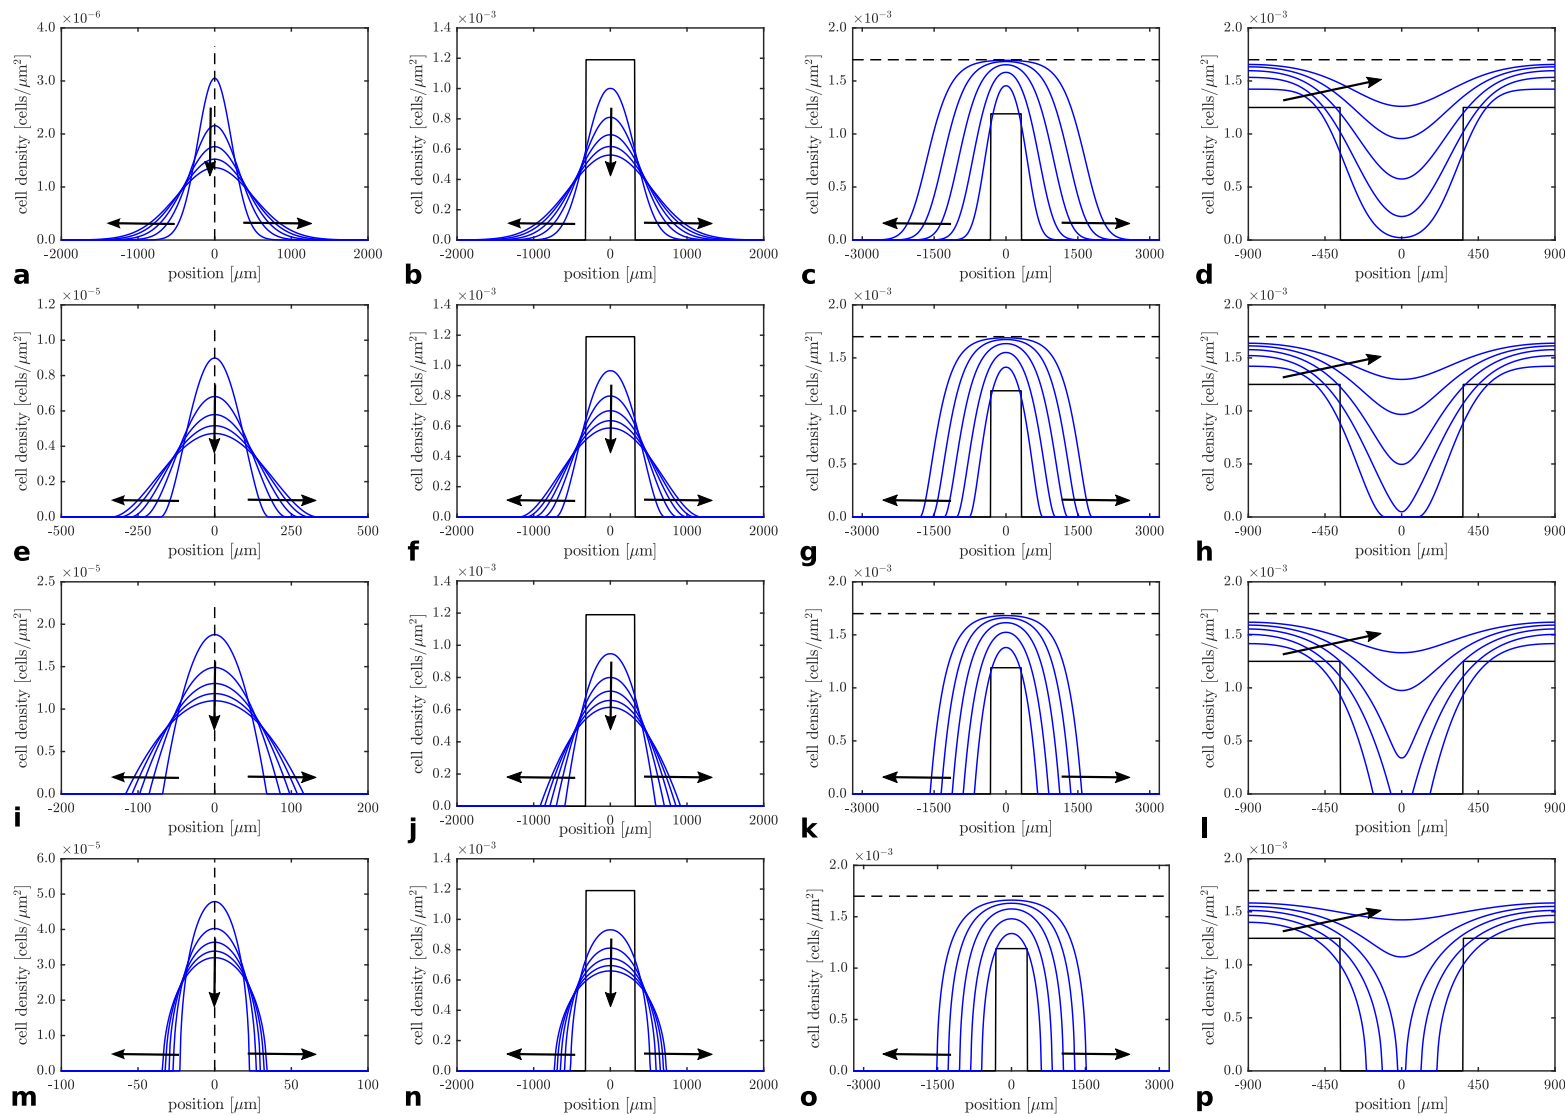 ×10⁻⁶
cell density [cells/μm²]
4.0
3.0
2.0
1.0
0.0
-2000 -1000 0 1000 2000
position [μm]
a
×10⁻³
cell density [cells/μm²]
1.4
1.2
1.0
0.8
0.6
0.4
0.2
0.0
-2000 -1000 0 1000 2000
position [μm]
b
×10⁻³
cell density [cells/μm²]
2.0
1.5
1.0
0.5
0.0
-3000 -1500 0 1500 3000
position [μm]
c
×10⁻³
cell density [cells/μm²]
2.0
1.5
1.0
0.5
0.0
-900 -450 0 450 900
position [μm]
d
×10⁻⁵
cell density [cells/μm²]
1.2
1.0
0.8
0.6
0.4
0.2
0.0
-500 -250 0 250 500
position [μm]
e
×10⁻³
cell density [cells/μm²]
1.4
1.2
1.0
0.8
0.6
0.4
0.2
0.0
-2000 -1000 0 1000 2000
position [μm]
f
×10⁻³
cell density [cells/μm²]
2.0
1.5
1.0
0.5
0.0
-3000 -1500 0 1500 3000
position [μm]
g
×10⁻³
cell density [cells/μm²]
2.0
1.5
1.0
0.5
0.0
-900 -450 0 450 900
position [μm]
h
×10⁻⁵
cell density [cells/μm²]
2.5
2.0
1.5
1.0
0.5
0.0
-200 -100 0 100 200
position [μm]
i
×10⁻³
cell density [cells/μm²]
1.4
1.2
1.0
0.8
0.6
0.4
0.2
0.0
-2000 -1000 0 1000 2000
position [μm]
j
×10⁻³
cell density [cells/μm²]
2.0
1.5
1.0
0.5
0.0
-3000 -1500 0 1500 3000
position [μm]
k
×10⁻³
cell density [cells/μm²]
2.0
1.5
1.0
0.5
0.0
-900 -450 0 450 900
position [μm]
l
×10⁻⁵
cell density [cells/μm²]
6.0
5.0
4.0
3.0
2.0
1.0
0.0
-100 -50 0 50 100
position [μm]
m
×10⁻³
cell density [cells/μm²]
1.4
1.2
1.0
0.8
0.6
0.4
0.2
0.0
-2000 -1000 0 1000 2000
position [μm]
n
×10⁻³
cell density [cells/μm²]
2.0
1.5
1.0
0.5
0.0
-3000 -1500 0 1500 3000
position [μm]
o
×10⁻³
cell density [cells/μm²]
2.0
1.5
1.0
0.5
0.0
-900 -450 0 450 900
position [μm]
p